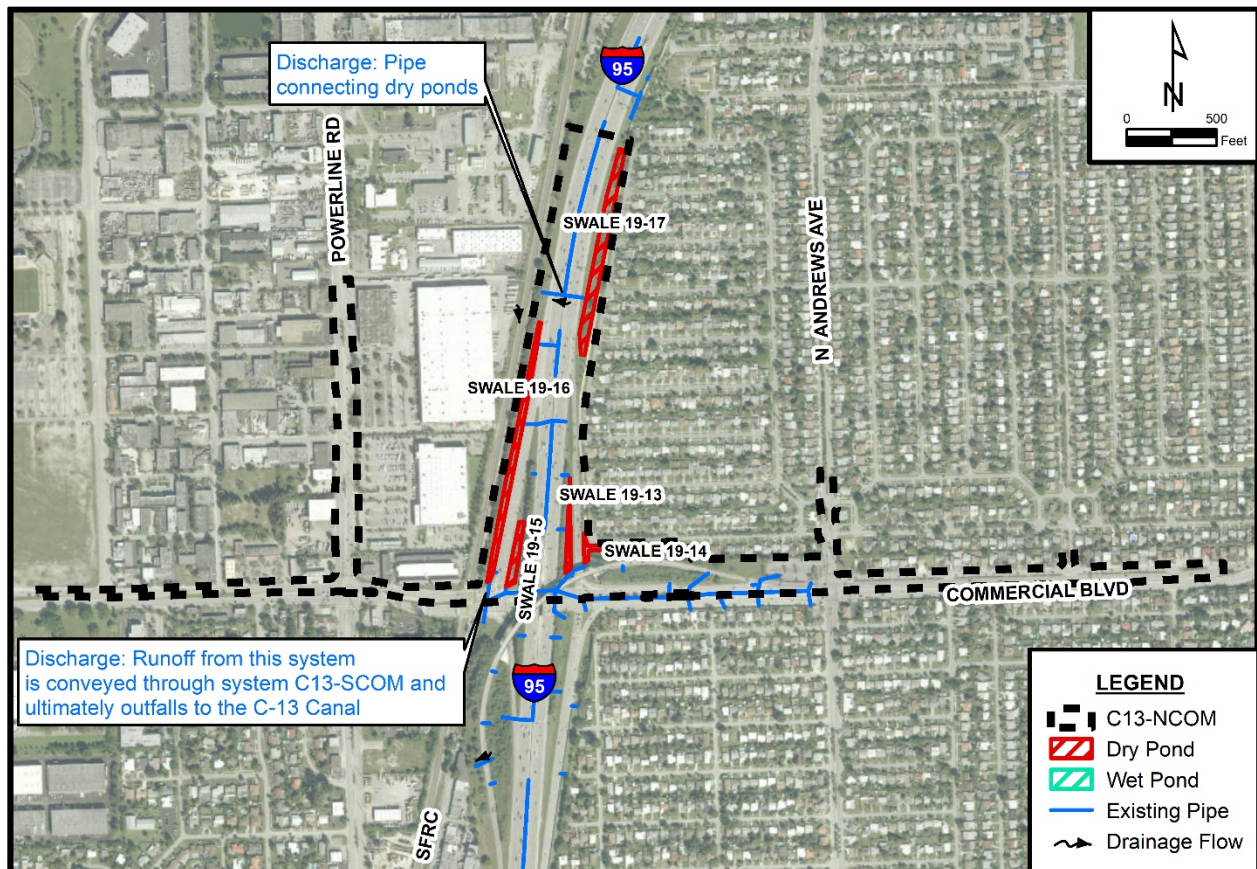 Discharge: Pipe
connecting dry ponds
95
N
0 500
Feet
POWERLINE RD
SWALE 19-17
N ANDREWS AVE
SWALE 19-16
SWALE 19-13
SWALE 19-15
SWALE 19-14
COMMERCIAL BLVD
Discharge: Runoff from this system
is conveyed through system C13-SCOM and
ultimately outfalls to the C-13 Canal
95
SFRC
LEGEND
C13-NCOM
Dry Pond
Wet Pond
Existing Pipe
Drainage Flow